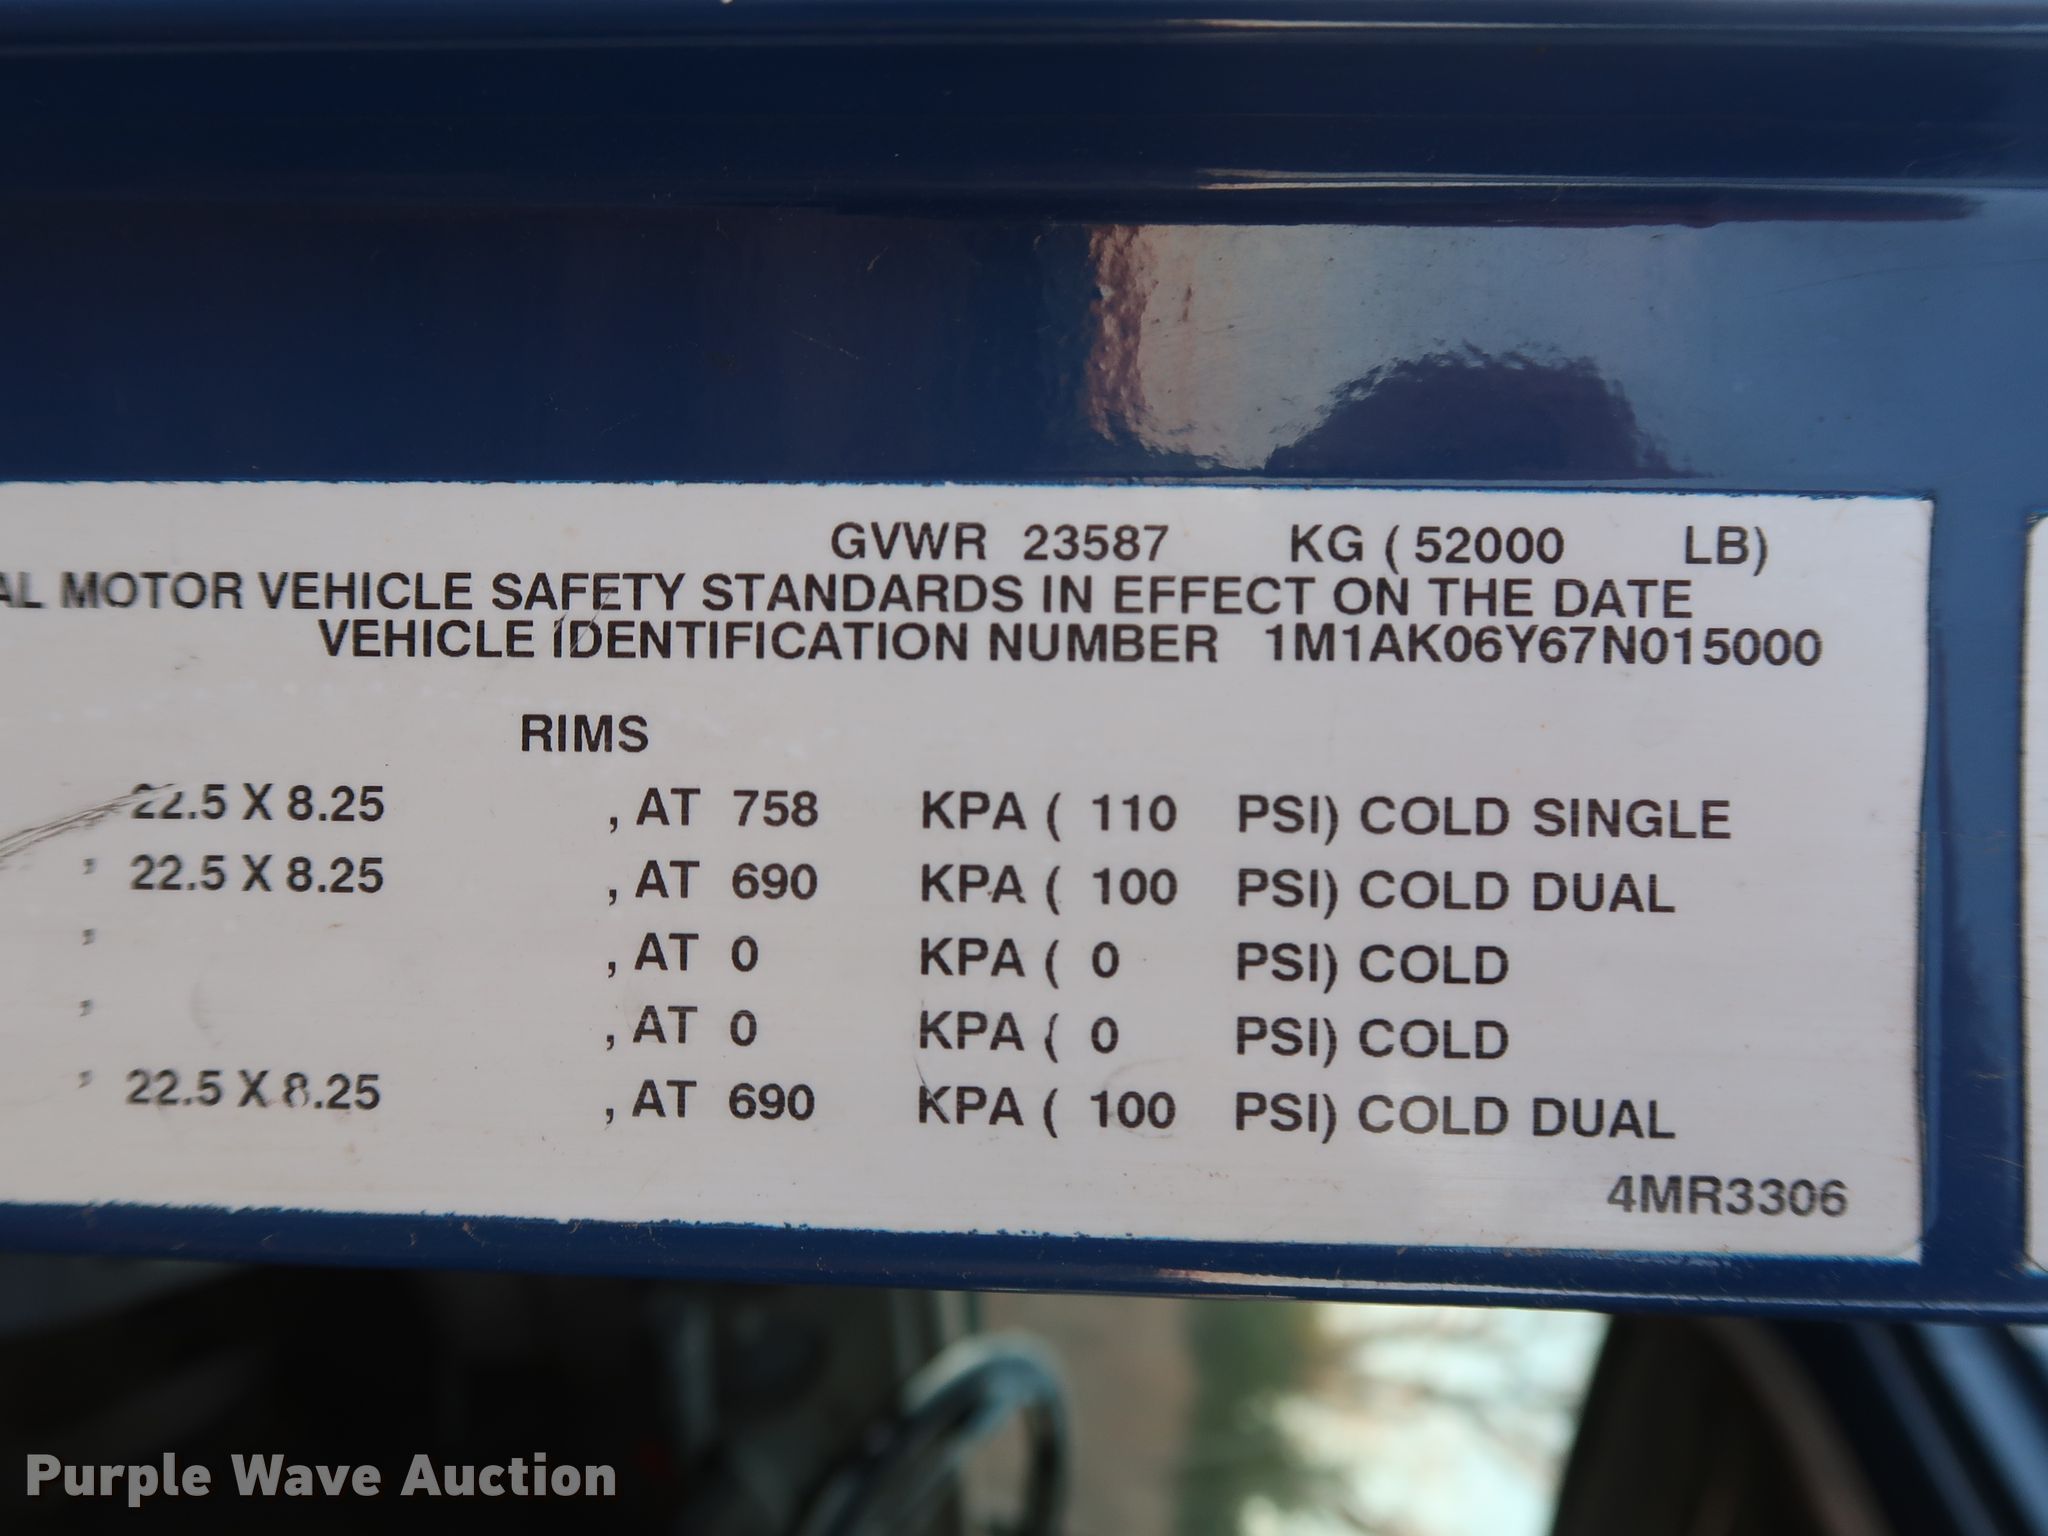 GVWR 23587 KG ( 52000 LB)
AL MOTOR VEHICLE SAFETY STANDARDS IN EFFECT ON THE DATE
VEHICLE IDENTIFICATION NUMBER 1M1AK06Y67N015000
RIMS
22.5 X 8.25 , AT 758 KPA ( 110 PSI) COLD SINGLE
, 22.5 X 8.25 , AT 690 KPA ( 100 PSI) COLD DUAL
, , AT 0 KPA ( 0 PSI) COLD
, , AT 0 KPA ( 0 PSI) COLD
, 22.5 X 8.25 , AT 690 KPA ( 100 PSI) COLD DUAL
4MR3306
Purple Wave Auction